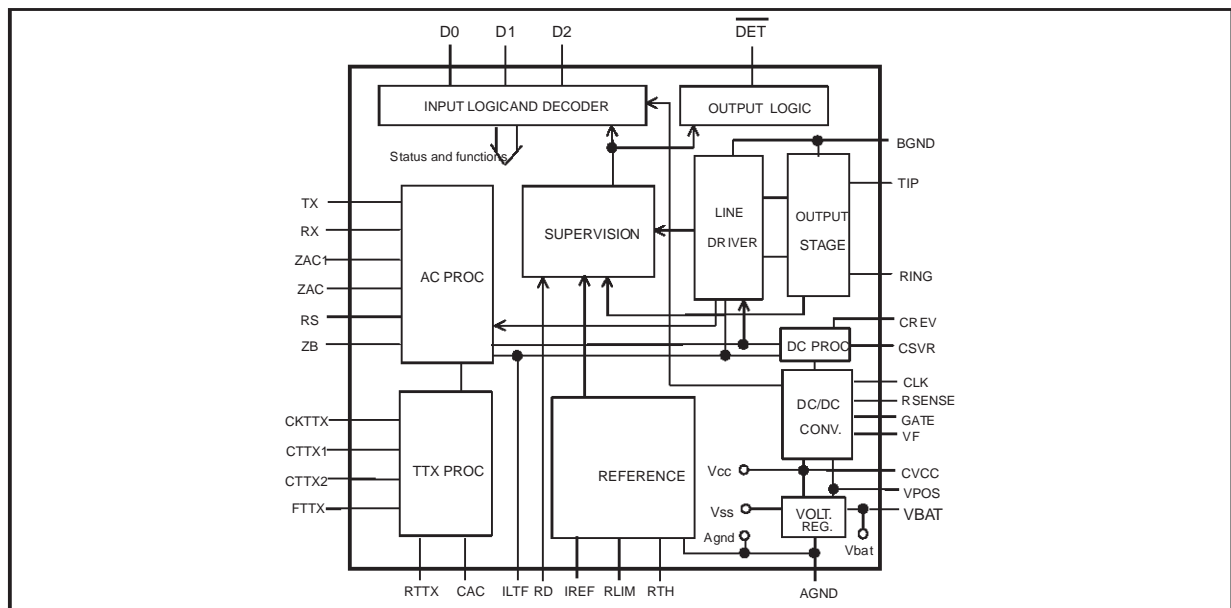 D0 D1 D2 DET
INPUT LOGICAND DECODER
OUTPUT LOGIC
Status and functions
BGND
TIP
RING
CREV
CSVR
CLK
RSENSE
GATE
VF
CVCC
VPOS
VBAT
TX
RX
ZAC1
ZAC
RS
ZB
CKTTX
CTTX1
CTTX2
FTTX
AC PROC
SUPERVISION
LINE
DRIVER
OUTPUT
STAGE
DC PROC
DC/DC
CONV.
TTX PROC
REFERENCE
Vcc
Vss
Agnd
VOLT.
REG.
Vbat
RTTX CAC ILTF RD IREF RLIM RTH AGND